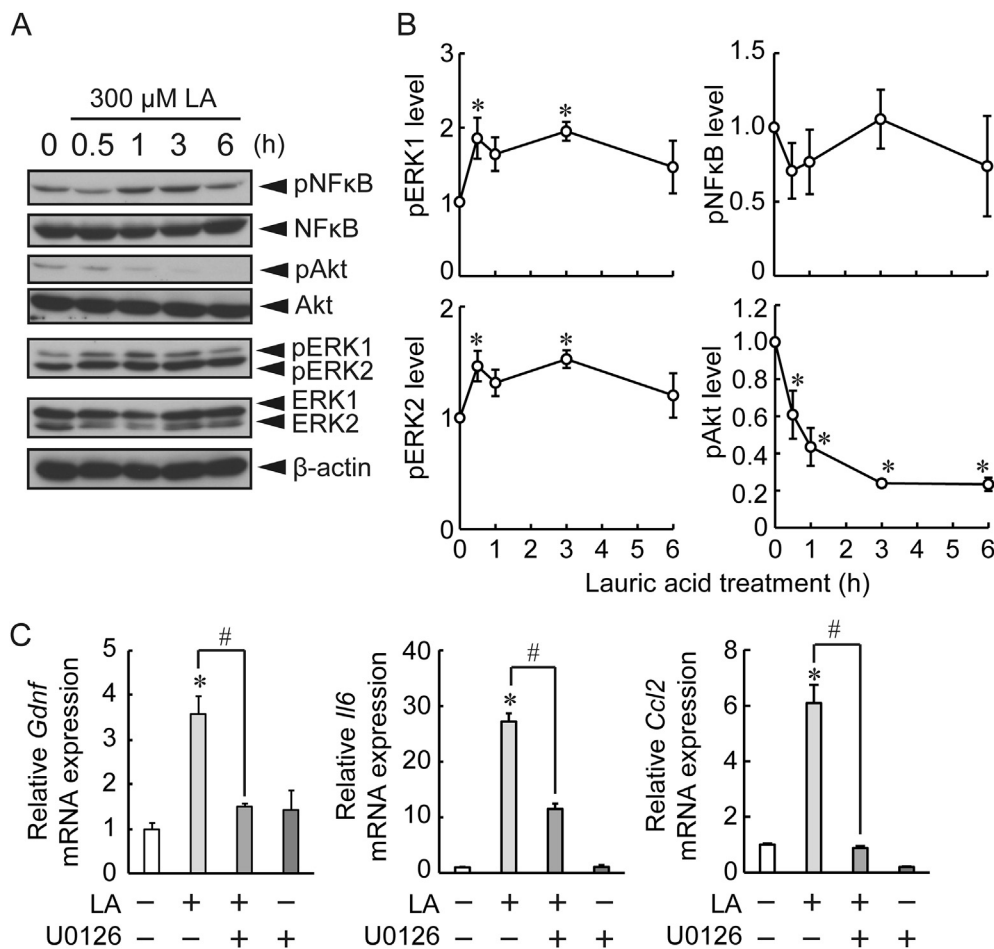 A
300 µM LA
0 0.5 1 3 6 (h)
pNFκB
NFκB
pAkt
Akt
pERK1
pERK2
ERK1
ERK2
β-actin
B
pERK1 level
3
2
1
0
*
*
pNFκB level
1.5
1.0
0.5
0
pERK2 level
2
1
0
*
*
0 1 2 3 4 5 6
pAkt level
1.2
1.0
0.8
0.6
0.4
0.2
0
*
*
*
*
0 1 2 3 4 5 6
Lauric acid treatment (h)
C
Relative Gdnf
mRNA expression
5
4
3
2
1
0
#
*
LA − + + −
U0126 − − + +
Relative Il6
mRNA expression
40
30
20
10
0
#
*
LA − + + −
U0126 − − + +
Relative Ccl2
mRNA expression
8
6
4
2
0
#
*
LA − + + −
U0126 − − + +